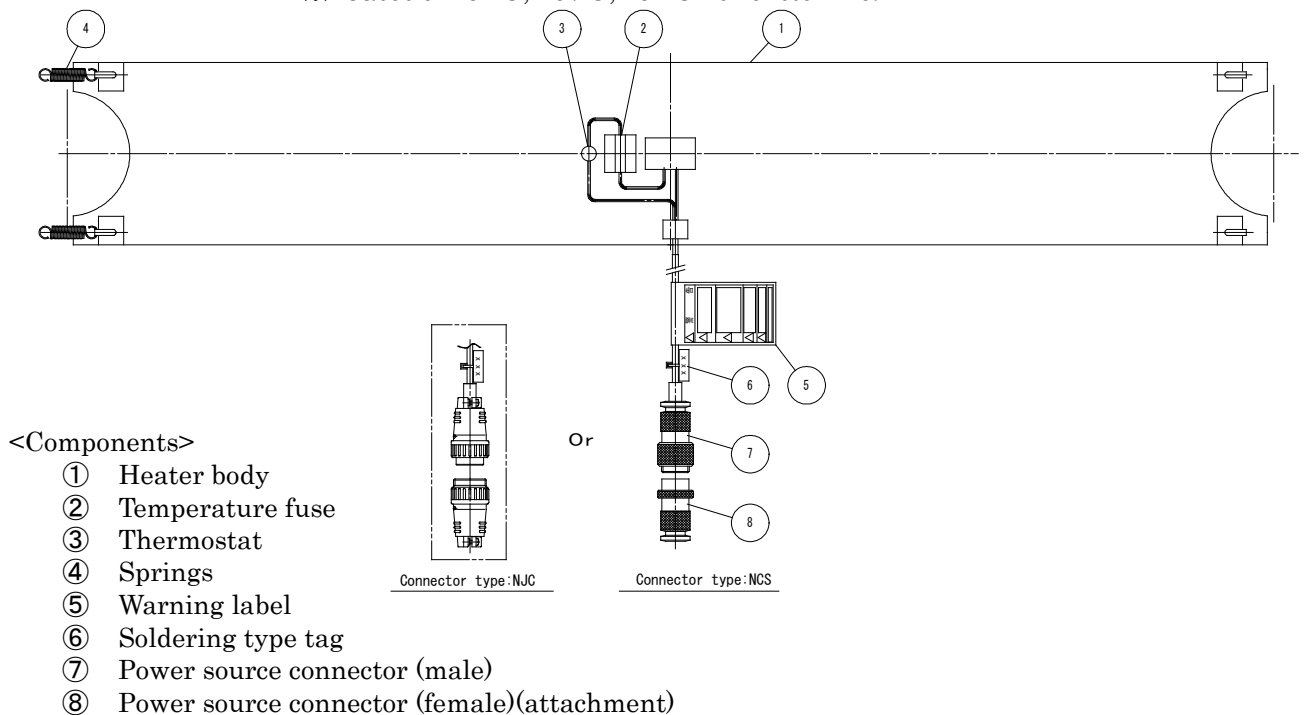 4
3
2
1
6
5
Or
7
8
<Components>
① Heater body
② Temperature fuse
③ Thermostat
④ Springs
⑤ Warning label
⑥ Soldering type tag
⑦ Power source connector (male)
⑧ Power source connector (female)(attachment)
Connector type:NJC
Connector type:NCS